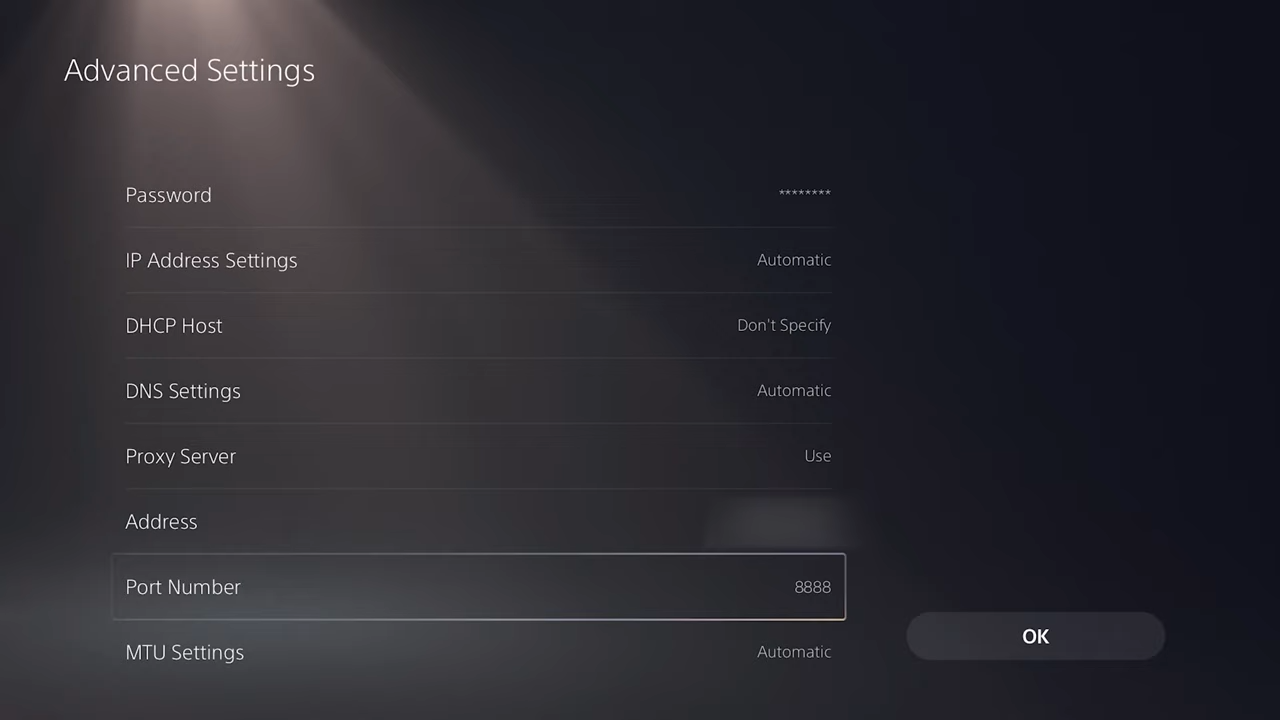 Advanced Settings
Password ********
IP Address Settings Automatic
DHCP Host Don't Specify
DNS Settings Automatic
Proxy Server Use
Address
Port Number 8888
MTU Settings Automatic
OK